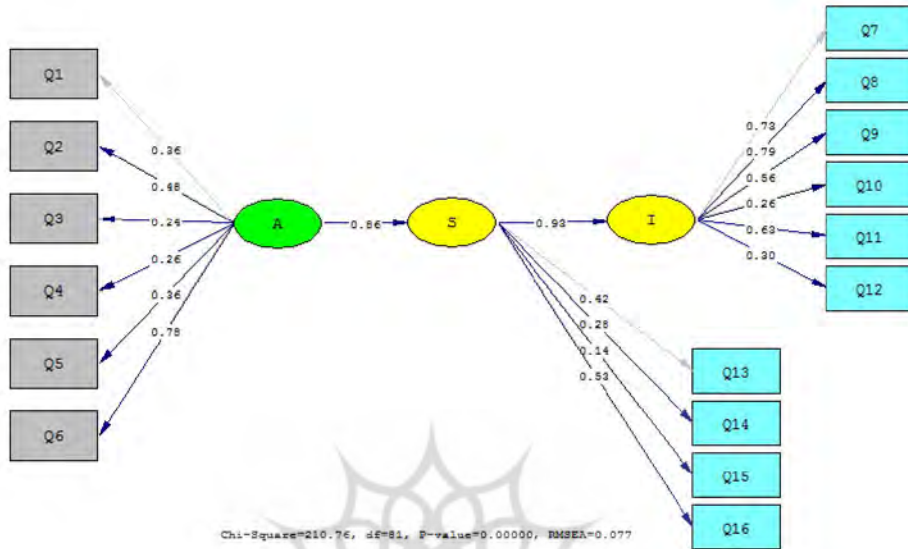 Q7
Q1
Q8
Q2
0.36
0.73
0.79
Q9
0.48
0.56
Q3
0.24
A
0.86
S
0.93
I
0.26
Q10
0.26
0.63
Q11
Q4
0.36
0.30
Q12
0.78
0.42
Q5
0.28
0.14
Q13
0.53
Q6
Q14
Q15
Chi-Square=210.76, df=81, P-value=0.00000, RMSEA=0.077
Q16